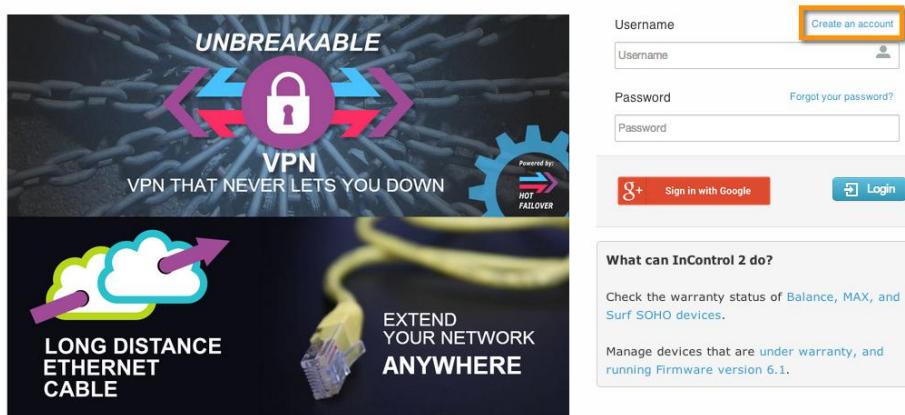 UNBREAKABLE
VPN
VPN THAT NEVER LETS YOU DOWN
Powered by:
HOT
FAILOVER
LONG DISTANCE
ETHERNET
CABLE
EXTEND
YOUR NETWORK
ANYWHERE
Username
Create an account
Username
Password
Forgot your password?
Password
8+ Sign in with Google
Login
What can InControl 2 do?
Check the warranty status of Balance, MAX, and
Surf SOHO devices.
Manage devices that are under warranty, and
running Firmware version 6.1.